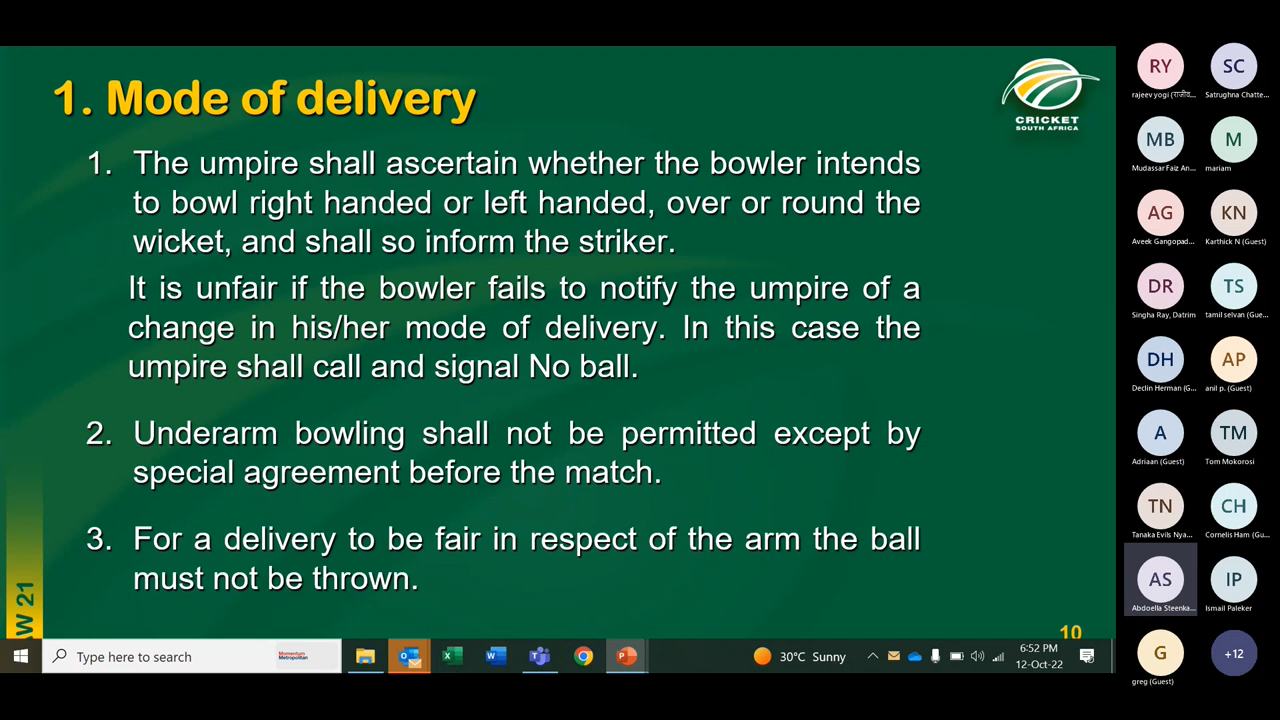 1. Mode of delivery
CRICKET
SOUTH AFRICA
1. The umpire shall ascertain whether the bowler intends
to bowl right handed or left handed, over or round the
wicket, and shall so inform the striker.
It is unfair if the bowler fails to notify the umpire of a
change in his/her mode of delivery. In this case the
umpire shall call and signal No ball.
2. Underarm bowling shall not be permitted except by
special agreement before the match.
3. For a delivery to be fair in respect of the arm the ball
must not be thrown.
AW 21
10
RY
rajeev yogi (राजीव...
SC
Satrughna Chatte...
MB
Mudassar Faiz An...
M
mariam
AG
Aveek Gangopad...
KN
Karthick N (Guest)
DR
Singha Ray, Datrim
TS
tamil selvan (Gue...
DH
Declin Herman (G...
AP
anil p. (Guest)
A
Adriaan (Guest)
TM
Tom Mokorosi
TN
Tanaka Evils Nya...
CH
Cornelis Ham (Gu...
AS
Abdoella Steenka...
IP
Ismail Paleker
G
greg (Guest)
+12
Type here to search
Momentum
Metropolitan
30°C Sunny
6:52 PM
12-Oct-22